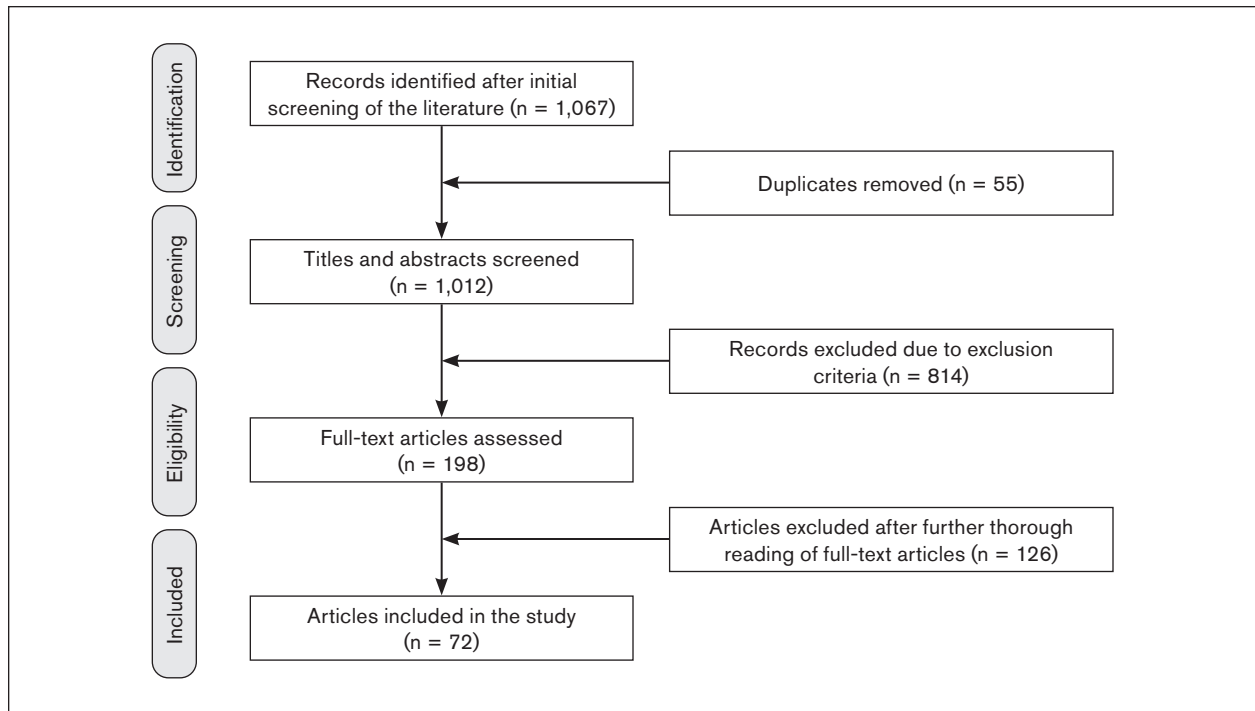 Identification
Records identified after initial
screening of the literature (n = 1,067)
Duplicates removed (n = 55)
Screening
Titles and abstracts screened
(n = 1,012)
Records excluded due to exclusion
criteria (n = 814)
Eligibility
Full-text articles assessed
(n = 198)
Articles excluded after further thorough
reading of full-text articles (n = 126)
Included
Articles included in the study
(n = 72)